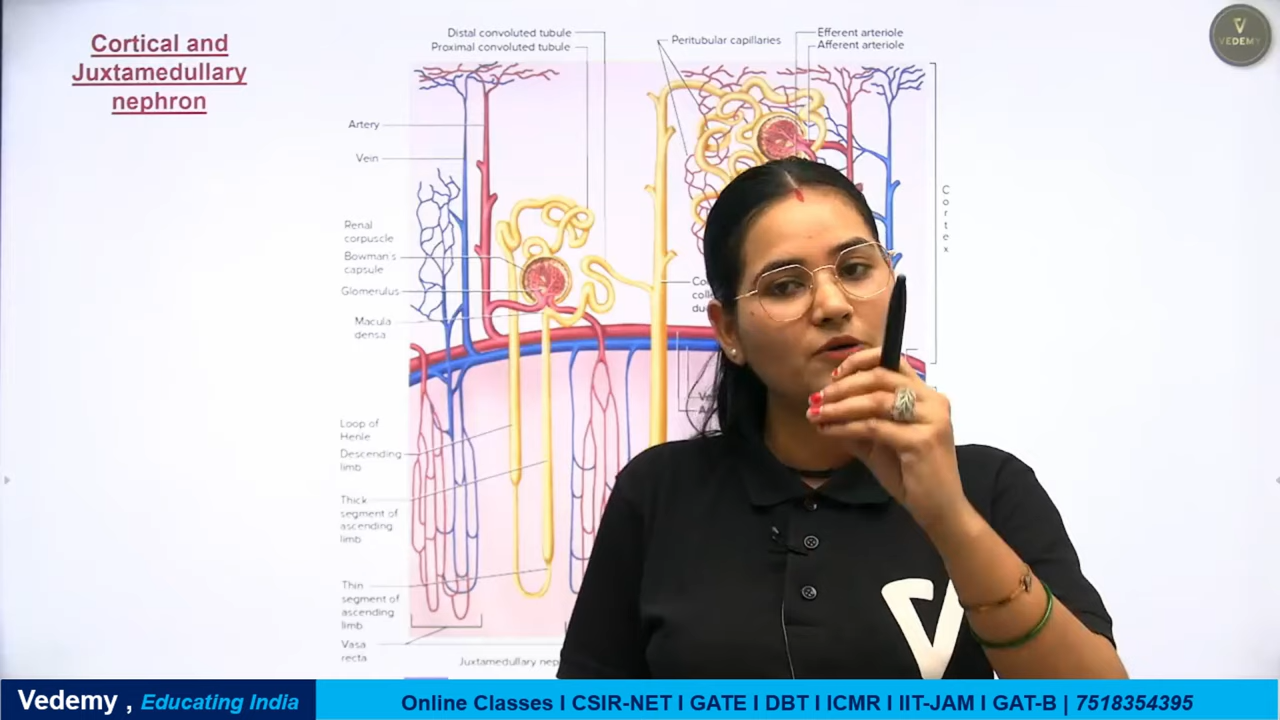 Cortical and
Juxtamedullary
nephron
VEDEMY
Distal convoluted tubule
Proximal convoluted tubule
Peritubular capillaries
Efferent arteriole
Afferent arteriole
Artery
Vein
Renal
corpuscle
Bowman's
capsule
Glomerulus
Macula
densa
Cortex
Loop of
Henle
Descending
limb
Thick
segment of
ascending
limb
Thin
segment of
ascending
limb
Vasa
recta
Vedemy , Educating India
Online Classes I CSIR-NET I GATE I DBT I ICMR I IIT-JAM I GAT-B | 7518354395